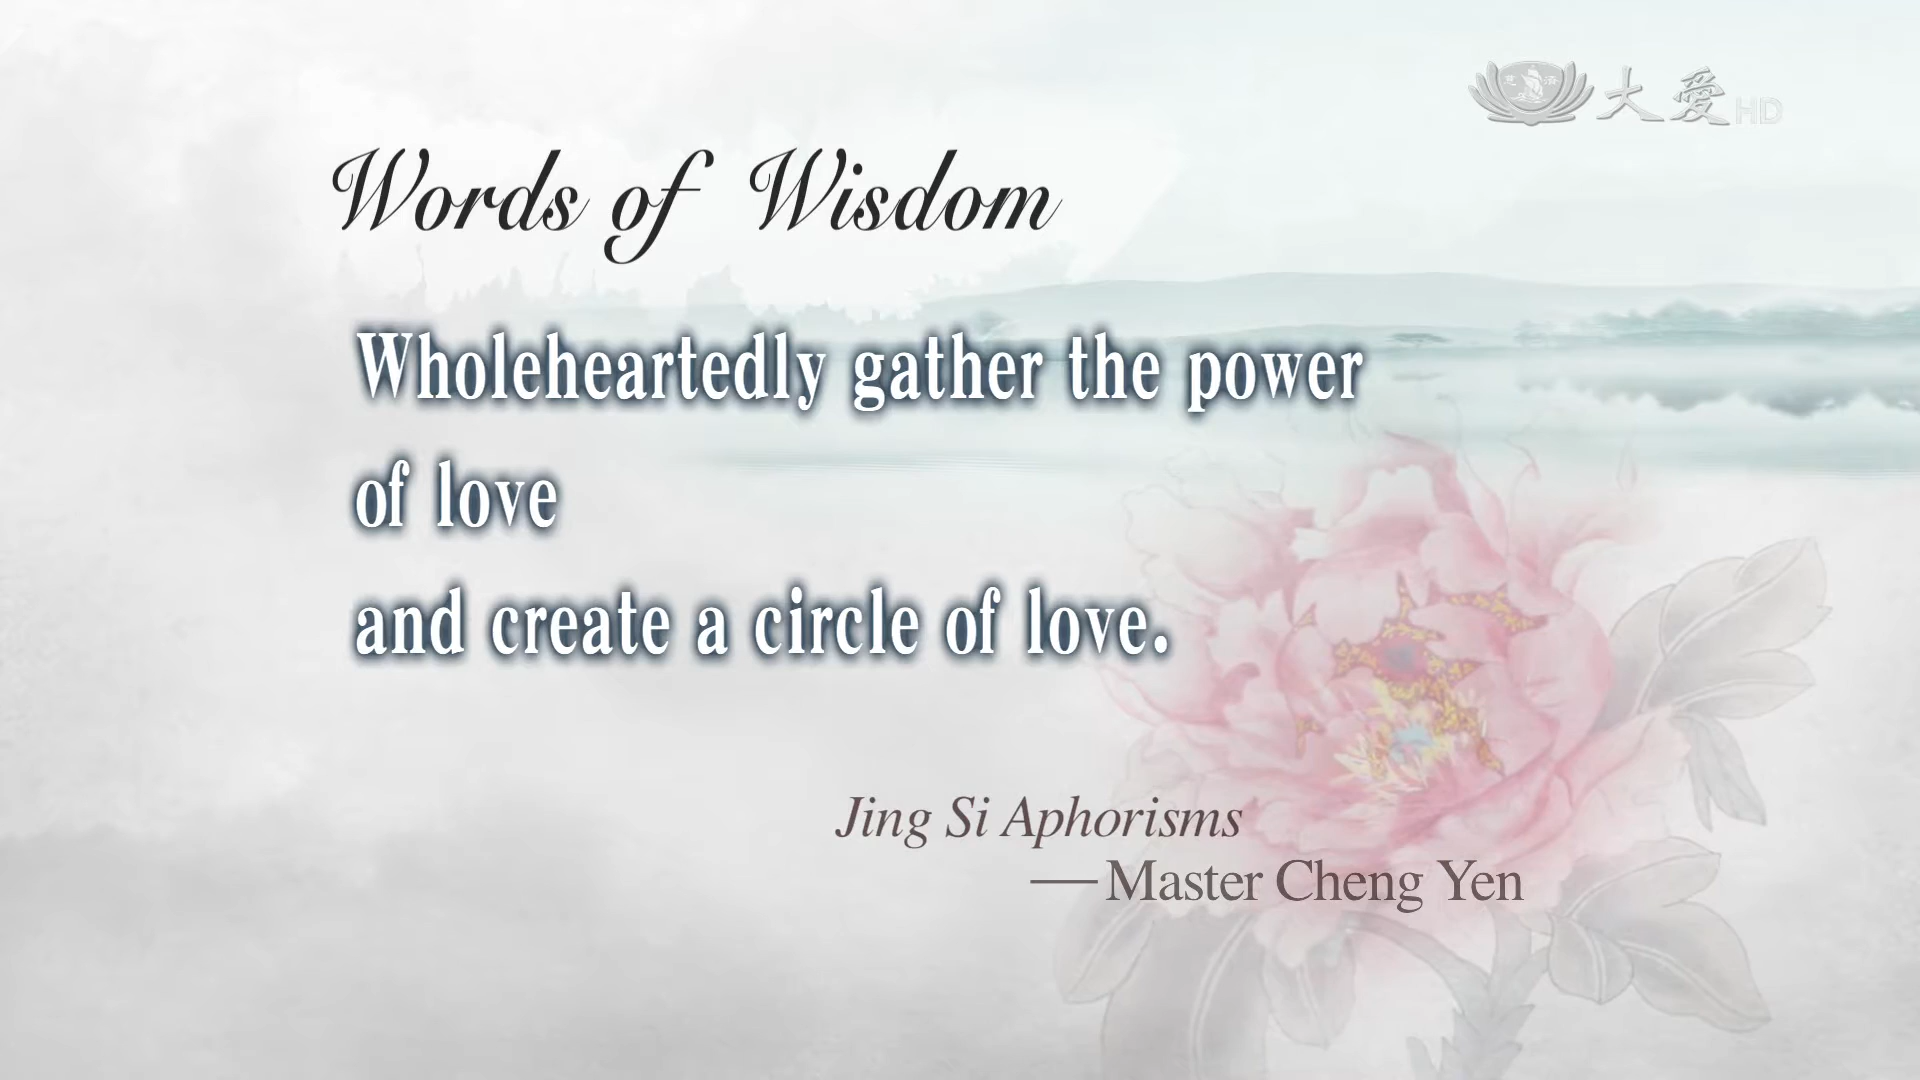 大愛HD
Words of Wisdom
Wholeheartedly gather the power
of love
and create a circle of love.
Jing Si Aphorisms
—Master Cheng Yen